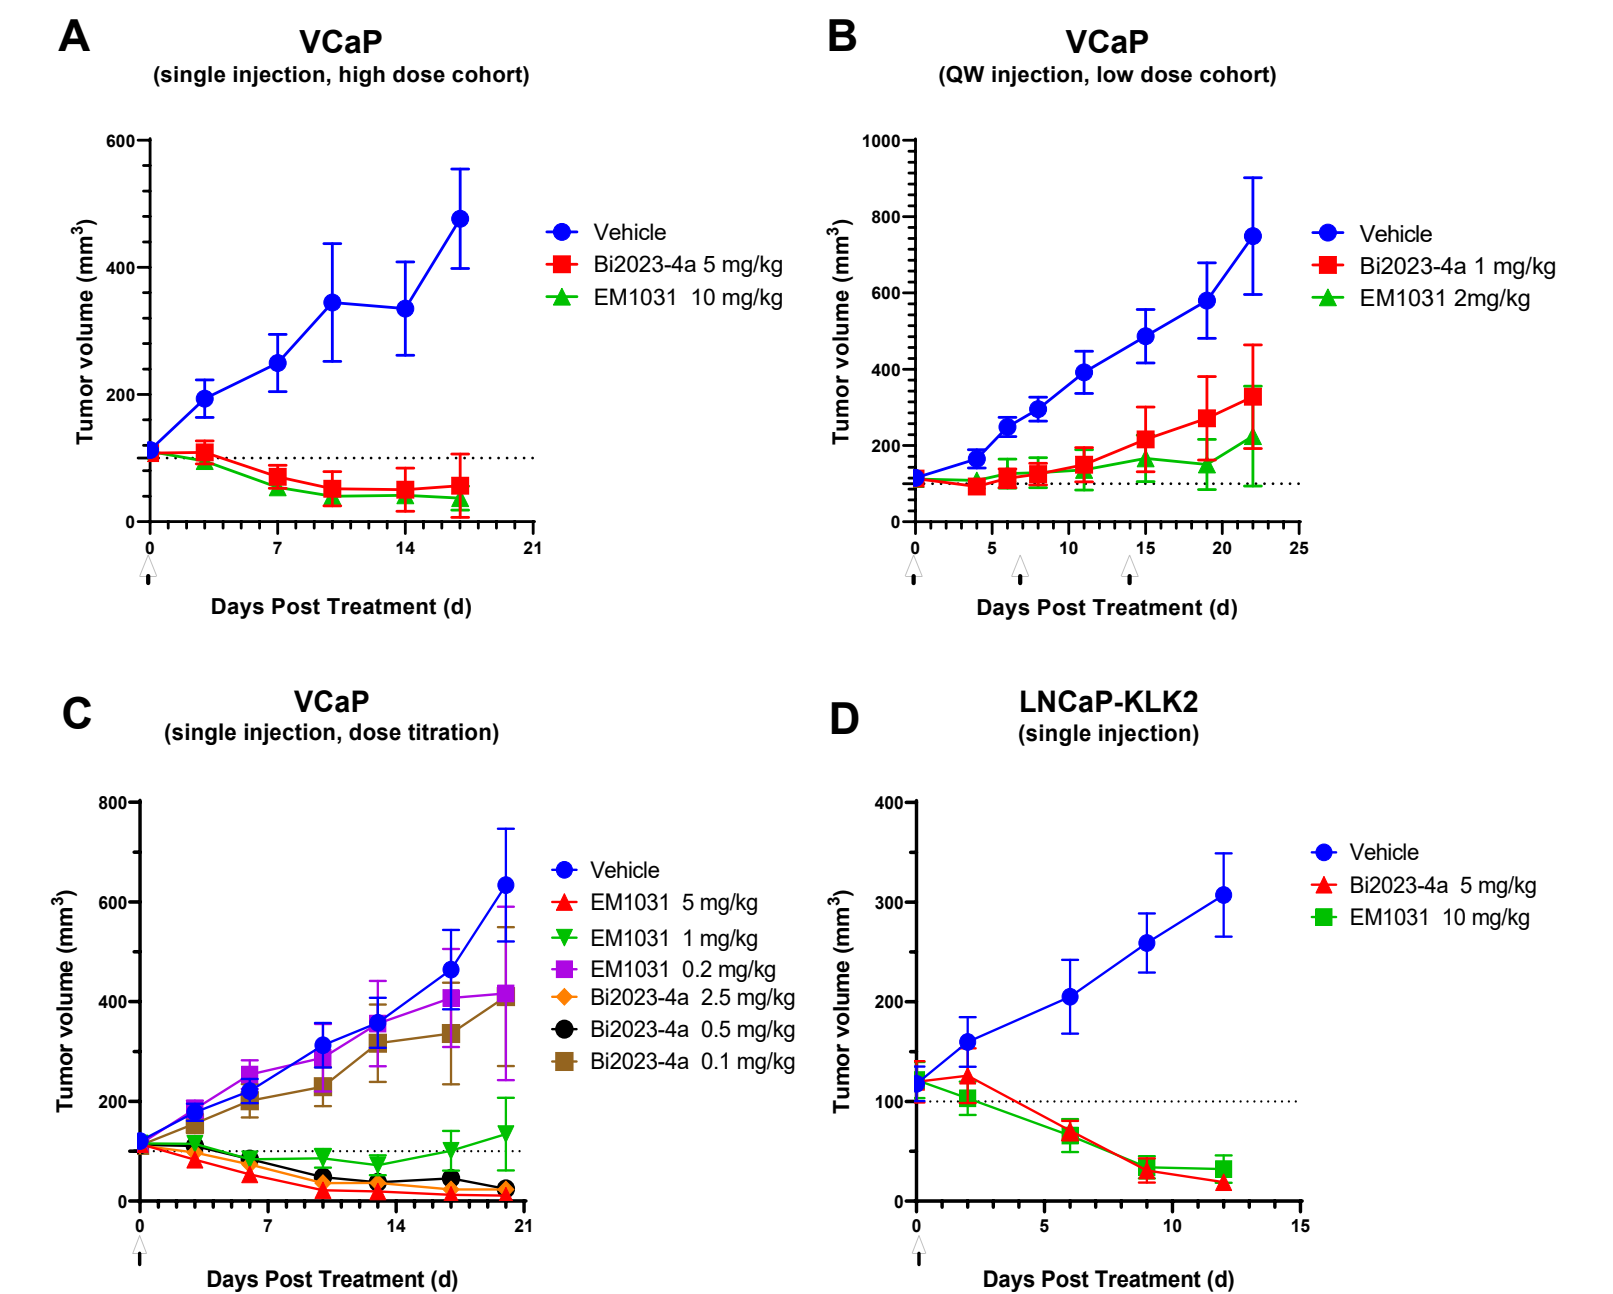 A
VCaP
(single injection, high dose cohort)
Tumor volume (mm³)
600
400
200
0
0 7 14 21
Days Post Treatment (d)
Vehicle
Bi2023-4a 5 mg/kg
EM1031 10 mg/kg
B
VCaP
(QW injection, low dose cohort)
Tumor volume (mm³)
1000
800
600
400
200
0
0 5 10 15 20 25
Days Post Treatment (d)
Vehicle
Bi2023-4a 1 mg/kg
EM1031 2mg/kg
C
VCaP
(single injection, dose titration)
Tumor volume (mm³)
800
600
400
200
0
0 7 14 21
Days Post Treatment (d)
Vehicle
EM1031 5 mg/kg
EM1031 1 mg/kg
EM1031 0.2 mg/kg
Bi2023-4a 2.5 mg/kg
Bi2023-4a 0.5 mg/kg
Bi2023-4a 0.1 mg/kg
D
LNCaP-KLK2
(single injection)
Tumor volume (mm³)
400
300
200
100
0
0 5 10 15
Days Post Treatment (d)
Vehicle
Bi2023-4a 5 mg/kg
EM1031 10 mg/kg